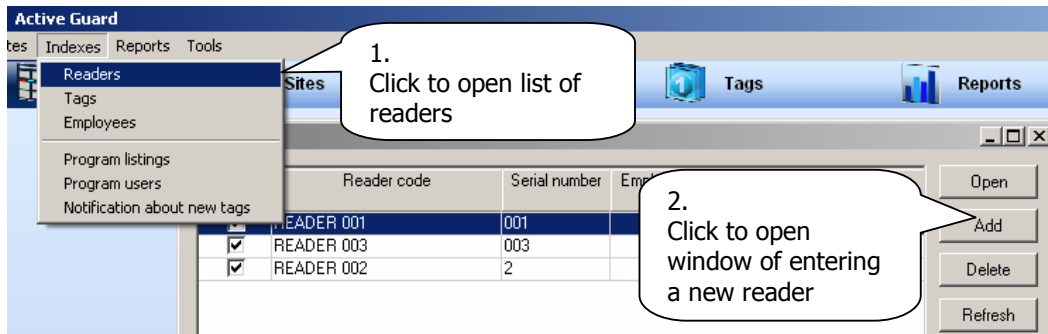 Active Guard
tes Indexes Reports Tools
Readers
Tags
Employees
Program listings
Program users
Notification about new tags
Sites
Tags
Reports
1.
Click to open list of
readers
Reader code Serial number Empl
READER 001 001
READER 003 003
READER 002 2
2.
Click to open
window of entering
a new reader
Open
Add
Delete
Refresh